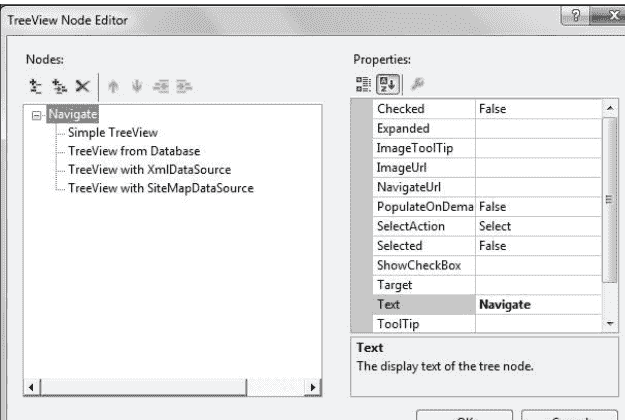 TreeView Node Editor
Nodes:
Properties:
Navigate
Simple TreeView
TreeView from Database
TreeView with XmlDataSource
TreeView with SiteMapDataSource
Checked False
Expanded
ImageToolTip
ImageUrl
NavigateUrl
PopulateOnDema False
SelectAction Select
Selected False
ShowCheckBox
Target
Text Navigate
ToolTip
Text
The display text of the tree node.